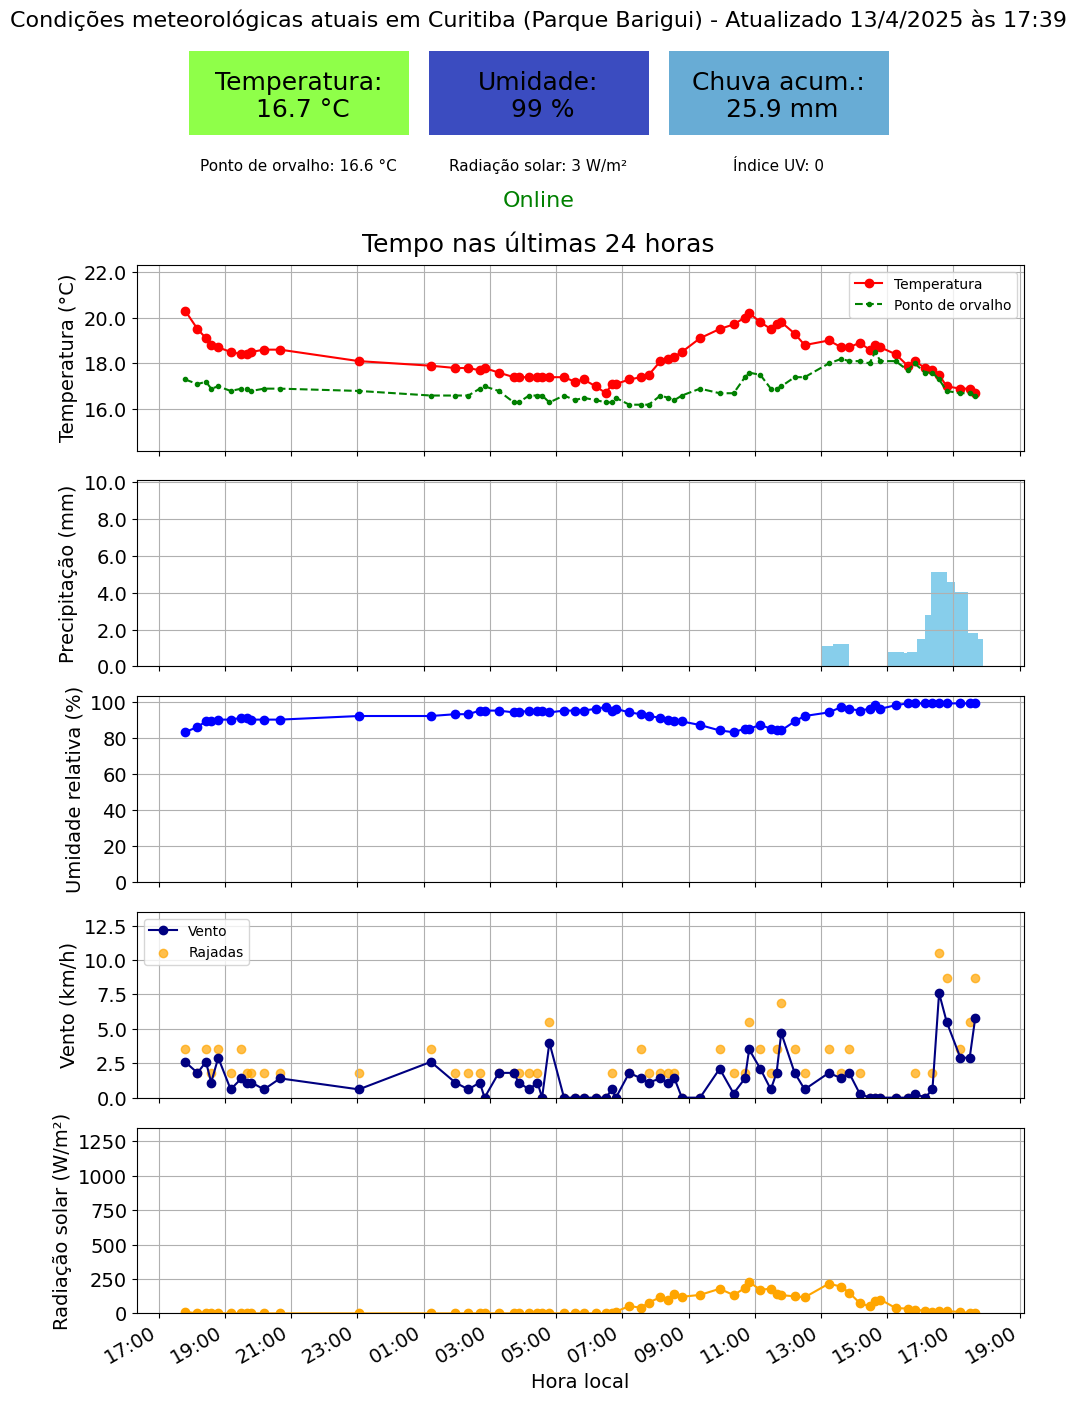 Condições meteorológicas atuais em Curitiba (Parque Barigui) - Atualizado 13/4/2025 às 17:39
Temperatura:
16.7 °C
Umidade:
99 %
Chuva acum.:
25.9 mm
Ponto de orvalho: 16.6 °C
Radiação solar: 3 W/m²
Índice UV: 0
Online
Tempo nas últimas 24 horas
Temperatura (°C)
22.0
20.0
18.0
16.0
Temperatura
Ponto de orvalho
Precipitação (mm)
10.0
8.0
6.0
4.0
2.0
0.0
Umidade relativa (%)
100
80
60
40
20
0
Vento (km/h)
12.5
10.0
7.5
5.0
2.5
0.0
Vento
Rajadas
Radiação solar (W/m²)
1250
1000
750
500
250
0
17:00
19:00
21:00
23:00
01:00
03:00
05:00
07:00
09:00
11:00
13:00
15:00
17:00
19:00
Hora local